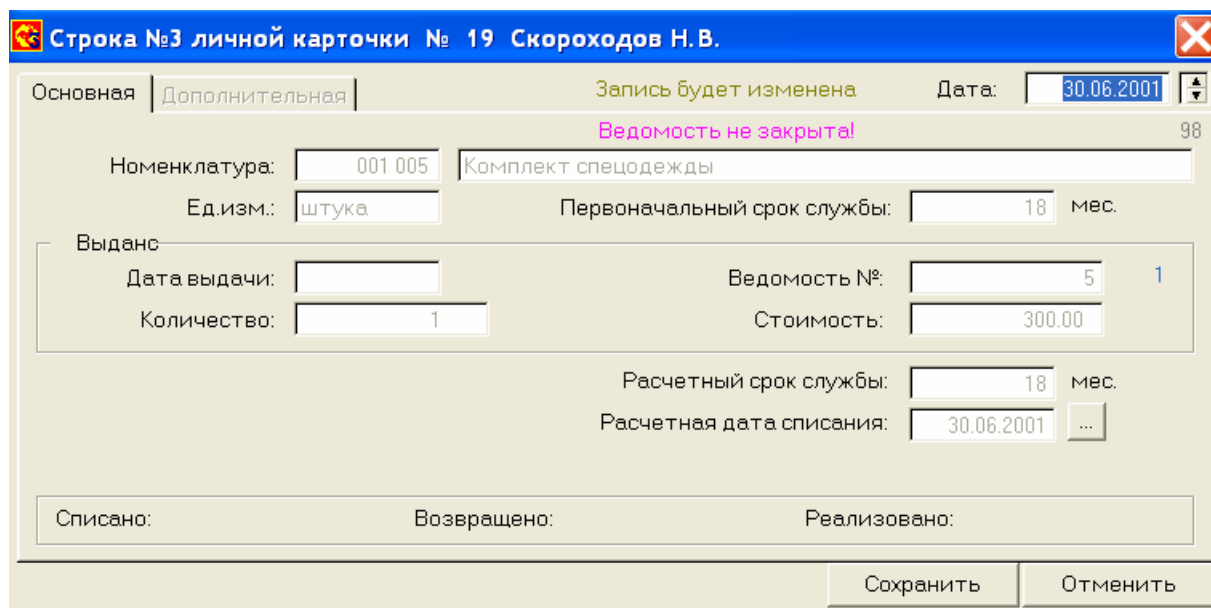 Строка №3 личной карточки № 19 Скороходов Н.В.
Основная Дополнительная Запись будет изменена Дата: 30.06.2001
Ведомость не закрыта! 98
Номенклатура: 001 005 Комплект спецодежды
Ед.изм.: штука Первоначальный срок службы: 18 мес.
Выданс
Дата выдачи: Ведомость №: 5 1
Количество: 1 Стоимость: 300.00
Расчетный срок службы: 18 мес.
Расчетная дата списания: 30.06.2001 ...
Списано: Возвращено: Реализовано:
Сохранить Отменить